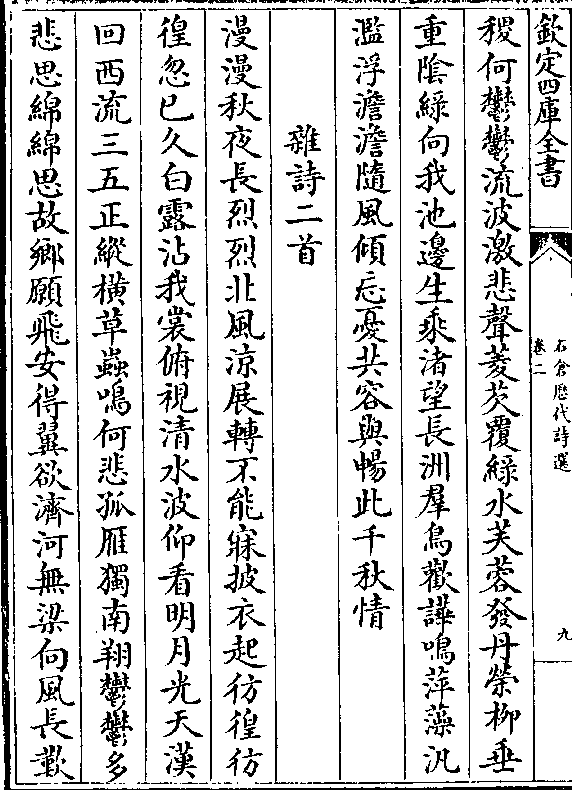 欽定四庫全書
石倉歷代詩選
卷二
九
稷何鬱鬱流波激悲聲菱芡覆綠水芙蓉發丹榮柳垂
重陰綠向我池邊生乘渚望長洲羣鳥歡譁鳴萍藻汎
濫浮澹澹隨風傾忘憂共容與暢此千秋情
雜詩二首
漫漫秋夜長烈烈北風涼展轉不能寐披衣起彷徨彷
徨忽已久白露沾我裳俯視清水波仰看明月光天漢
回西流三五正縱橫草蟲鳴何悲孤雁獨南翔鬱鬱多
悲思綿綿思故鄉願飛安得翼欲濟河無梁向風長歎